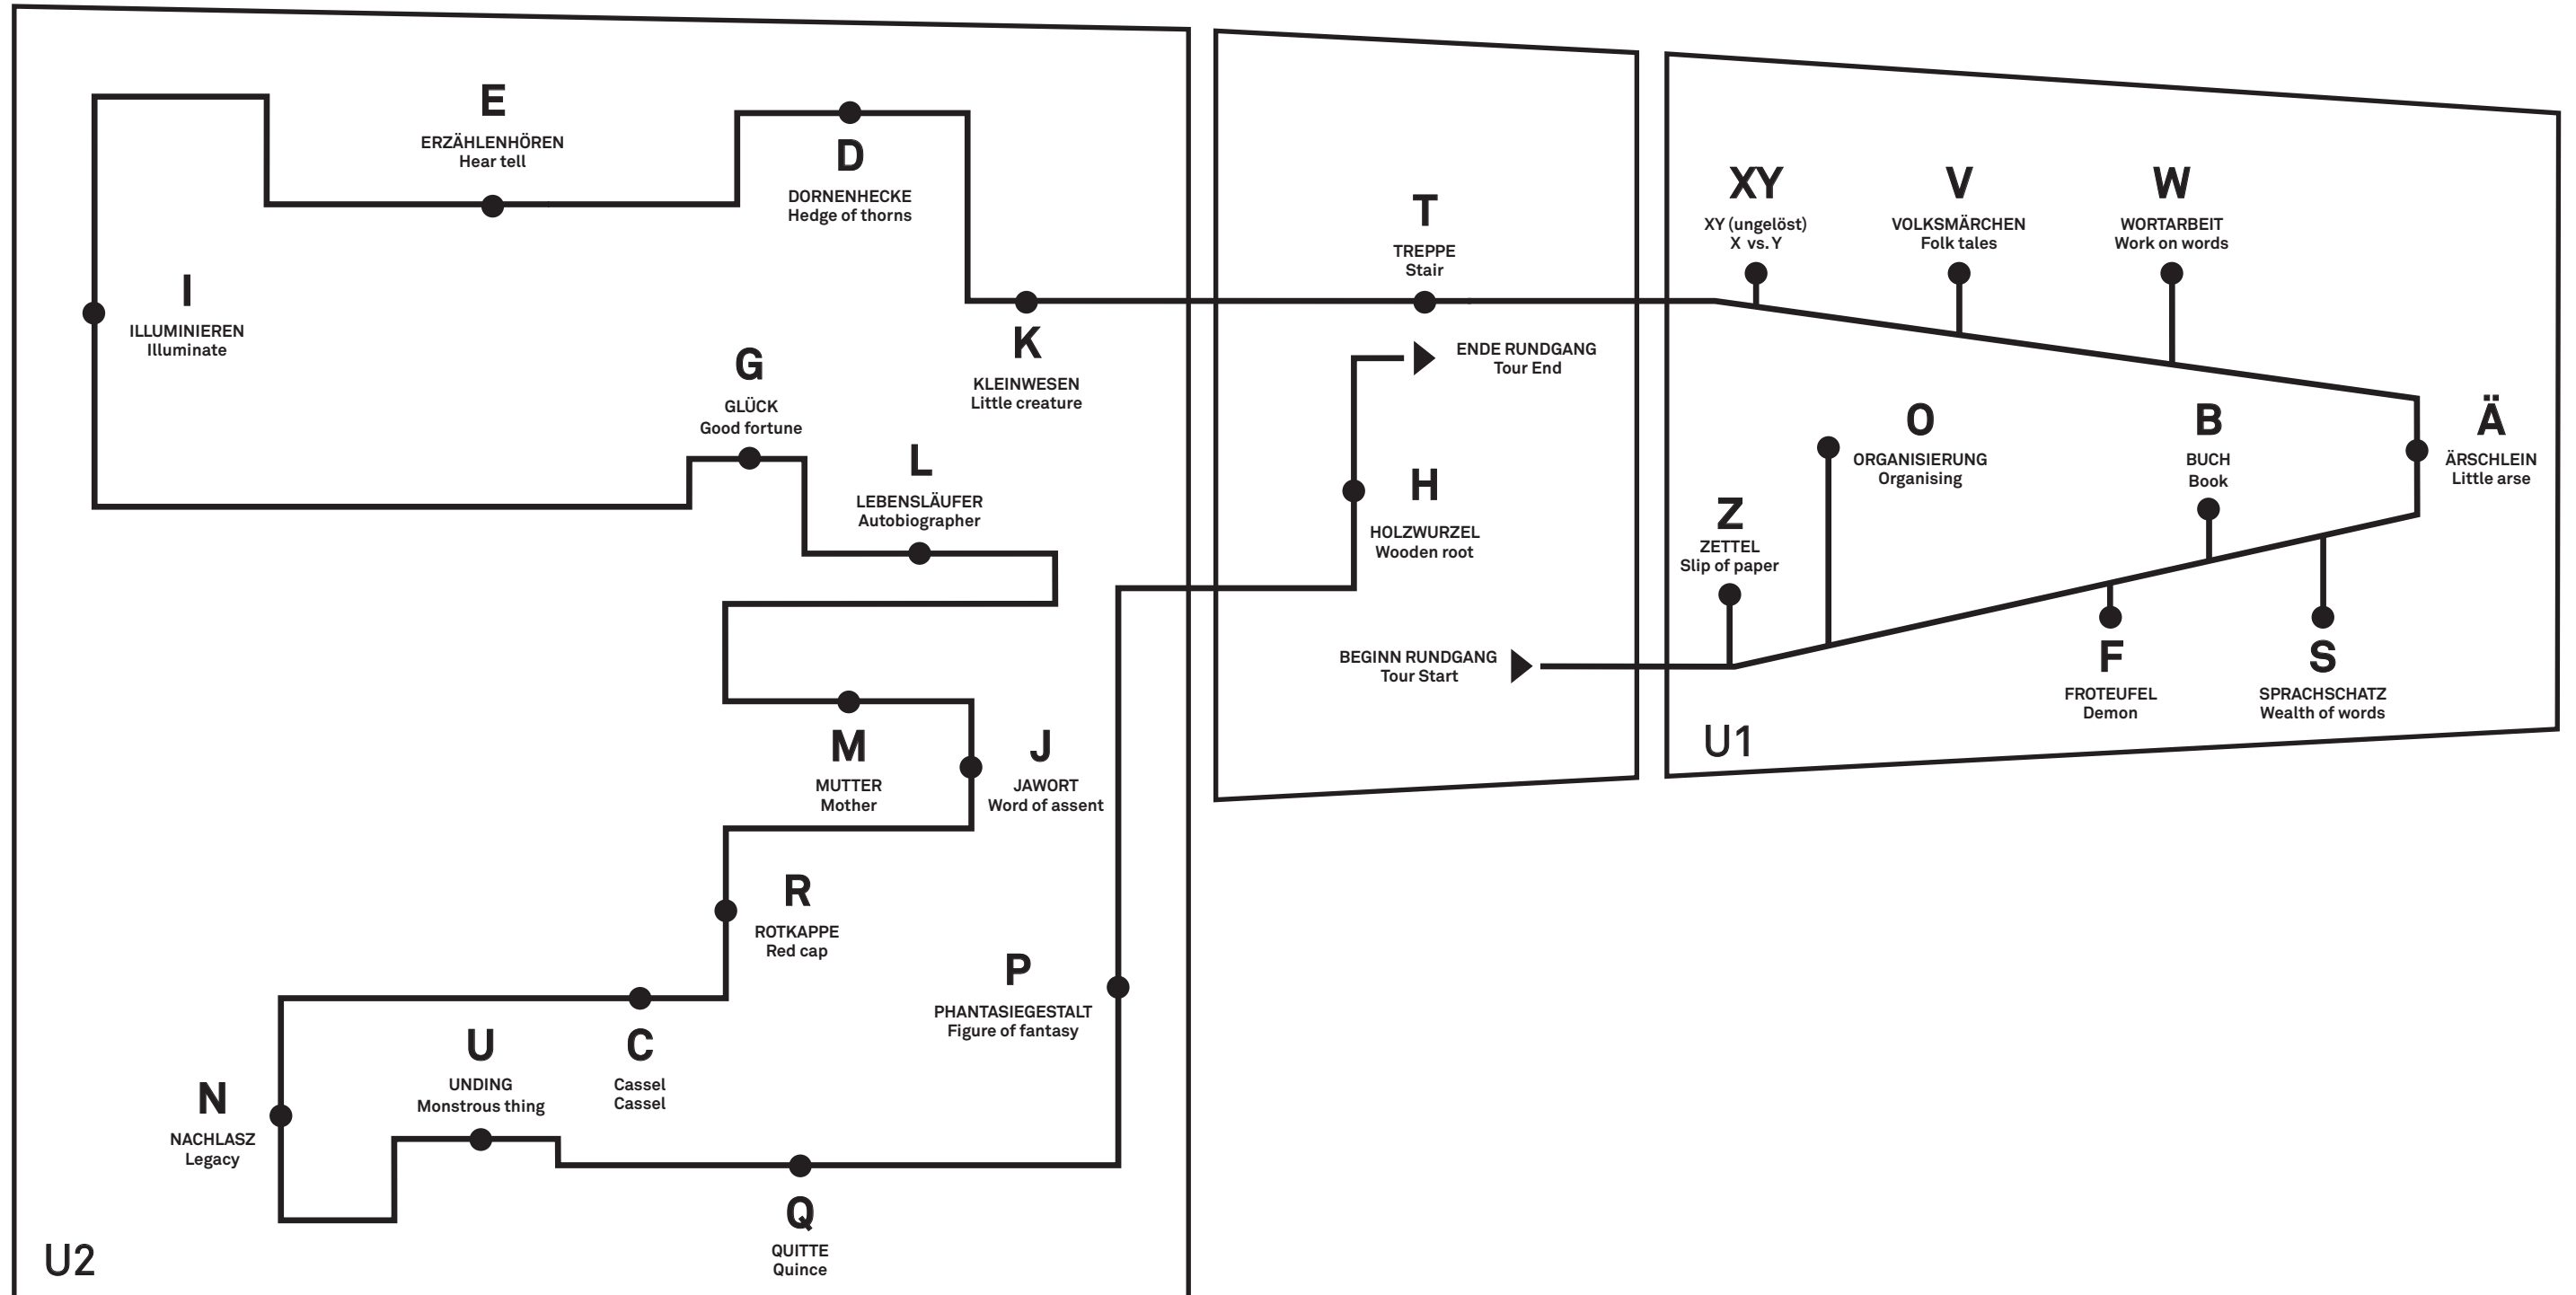 E
ERZÄHLENHÖREN
Hear tell
D
DORNENHECKE
Hedge of thorns
I
ILLUMINIEREN
Illuminate
G
GLÜCK
Good fortune
K
KLEINWESEN
Little creature
L
LEBENSLÄUFER
Autobiographer
M
MUTTER
Mother
J
JAWORT
Word of assent
R
ROTKAPPE
Red cap
P
PHANTASIEGESTALT
Figure of fantasy
C
Cassel
Cassel
U
UNDING
Monstrous thing
N
NACHLASZ
Legacy
Q
QUITTE
Quince
U2
T
TREPPE
Stair
ENDE RUNDGANG
Tour End
H
HOLZWURZEL
Wooden root
BEGINN RUNDGANG
Tour Start
XY
XY (ungelöst)
X vs. Y
V
VOLKSMÄRCHEN
Folk tales
W
WORTARBEIT
Work on words
O
ORGANISIERUNG
Organising
B
BUCH
Book
Ä
ÄRSCHLEIN
Little arse
Z
ZETTEL
Slip of paper
F
FROTEUFEL
Demon
S
SPRACHSCHATZ
Wealth of words
U1